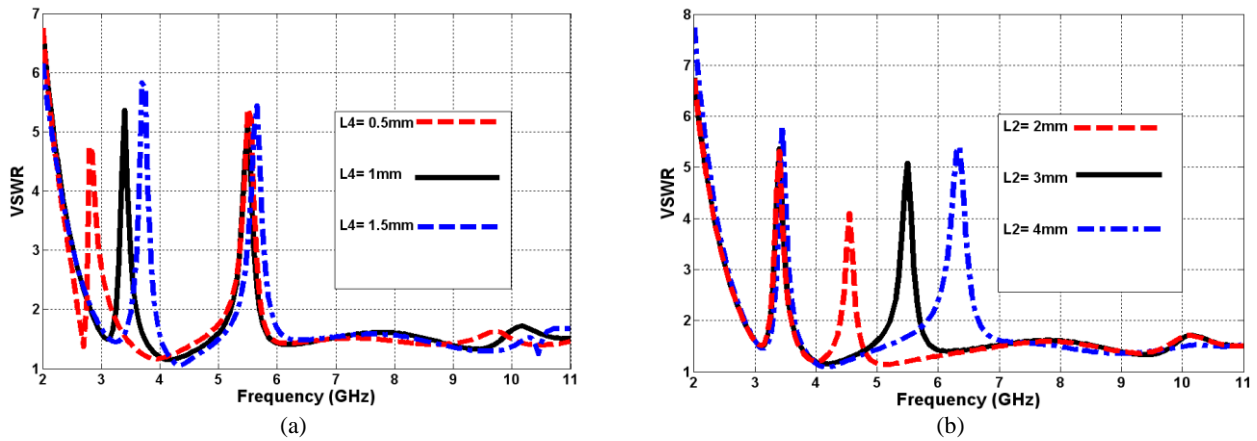 (a)
7
6
5
4
3
2
1
VSWR
L4= 0.5mm
L4= 1mm
L4= 1.5mm
2 3 4 5 6 7 8 9 10 11
Frequency (GHz)
(a)
(b)
8
7
6
5
4
3
2
1
VSWR
L2= 2mm
L2= 3mm
L2= 4mm
2 3 4 5 6 7 8 9 10 11
Frequency (GHz)
(b)